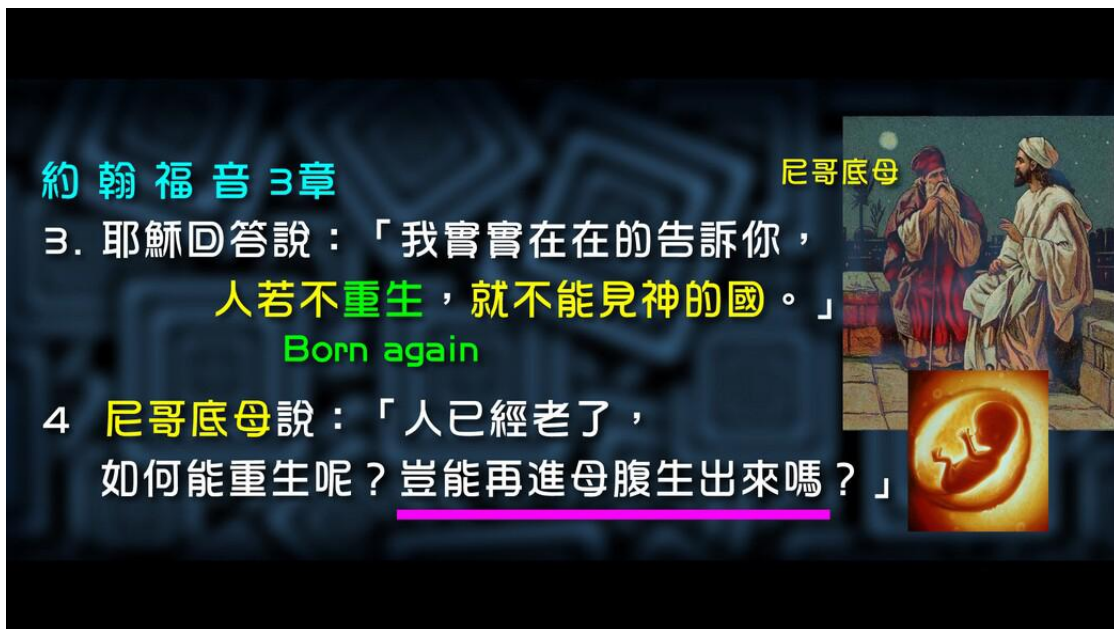 約翰福音3章
尼哥底母
3. 耶穌回答說：「我實實在在的告訴你，
人若不重生，就不能見神的國。」
Born again
4 尼哥底母說：「人已經老了，
如何能重生呢？豈能再進母腹生出來嗎？」